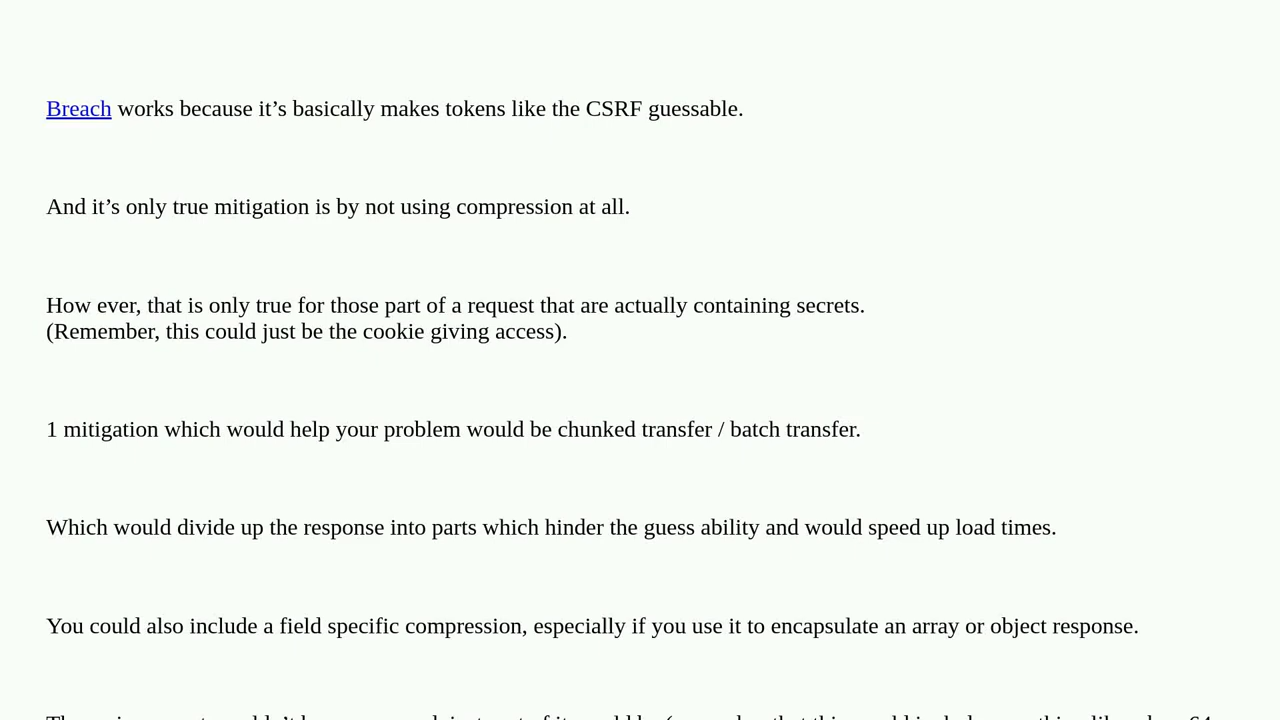 Breach works because it’s basically makes tokens like the CSRF guessable.
And it’s only true mitigation is by not using compression at all.
How ever, that is only true for those part of a request that are actually containing secrets.
(Remember, this could just be the cookie giving access).
1 mitigation which would help your problem would be chunked transfer / batch transfer.
Which would divide up the response into parts which hinder the guess ability and would speed up load times.
You could also include a field specific compression, especially if you use it to encapsulate an array or object response.